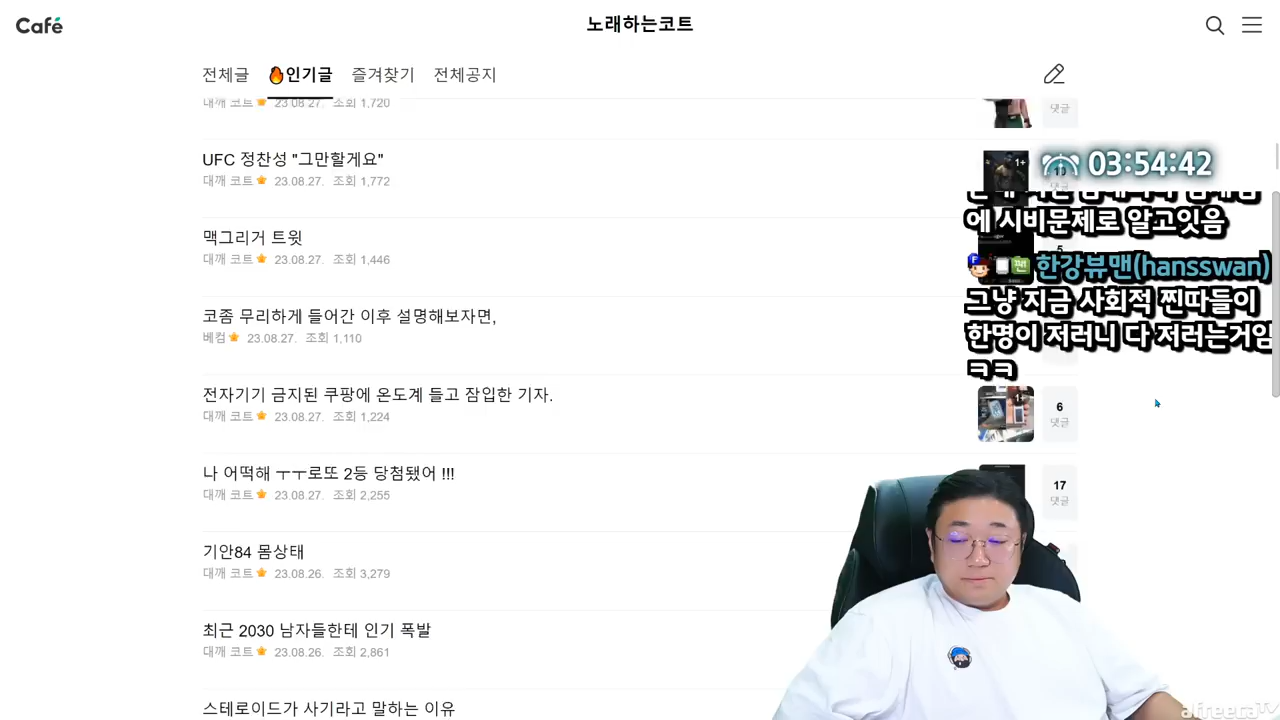 Café
노래하는코트
전체글 🔥인기글 즐겨찾기 전체공지
대깨 코트 23.08.27. 조회 1,720
댓글
UFC 정찬성 "그만할게요"
대깨 코트 23.08.27. 조회 1,772
1+
03:54:42
맥그리거 트윗
대깨 코트 23.08.27. 조회 1,446
5
에 시비문제로 알고잇음
한강뷰맨(hansswan)
그냥 지금 사회적 찐따들이
한명이 저러니 다 저러는거임
ㅋㅋ
코좀 무리하게 들어간 이후 설명해보자면,
베컴 23.08.27. 조회 1,110
전자기기 금지된 쿠팡에 온도계 들고 잠입한 기자.
대깨 코트 23.08.27. 조회 1,224
1+
6
댓글
나 어떡해 ㅜㅜ로또 2등 당첨됐어 !!!
대깨 코트 23.08.27. 조회 2,255
17
댓글
기안84 몸상태
대깨 코트 23.08.26. 조회 3,279
최근 2030 남자들한테 인기 폭발
대깨 코트 23.08.26. 조회 2,861
스테로이드가 사기라고 말하는 이유
afreecaTV